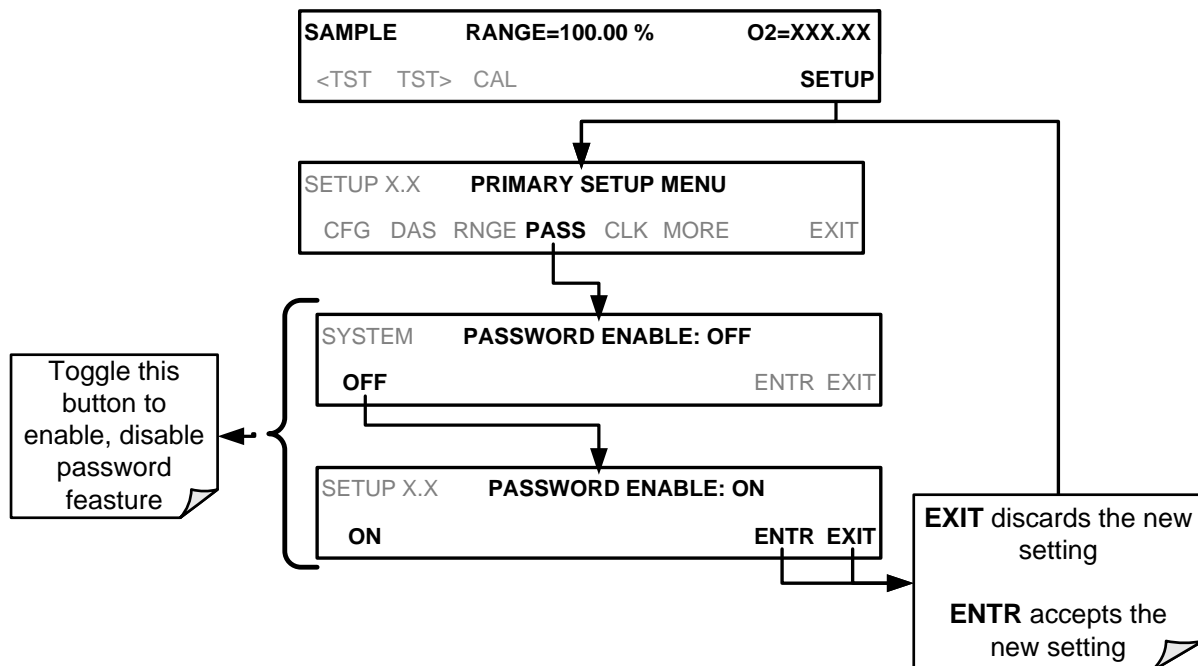 SAMPLE RANGE=100.00 % O2=XXX.XX
<TST TST> CAL SETUP
SETUP X.X PRIMARY SETUP MENU
CFG DAS RNGE PASS CLK MORE EXIT
SYSTEM PASSWORD ENABLE: OFF
OFF ENTR EXIT
Toggle this
button to
enable, disable
password
feasture
SETUP X.X PASSWORD ENABLE: ON
ON ENTR EXIT
EXIT discards the new
setting
ENTR accepts the
new setting